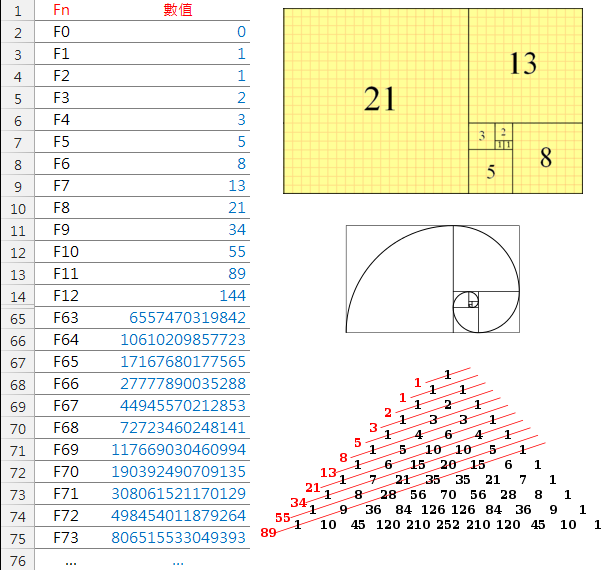 1 Fn 數值
2 F0 0
3 F1 1
4 F2 1
5 F3 2
6 F4 3
7 F5 5
8 F6 8
9 F7 13
10 F8 21
11 F9 34
12 F10 55
13 F11 89
14 F12 144
65 F63 6557470319842
66 F64 10610209857723
67 F65 17167680177565
68 F66 27777890035288
69 F67 44945570212853
70 F68 72723460248141
71 F69 117669030460994
72 F70 190392490709135
73 F71 308061521170129
74 F72 498454011879264
75 F73 806515533049393
76 ... ...
21 13
3 2
1 1
5 8
1
1 1 1
1 1 2 1
2 1 3 3 1
3 1 4 6 4 1
5 1 5 10 10 5 1
8 1 6 15 20 15 6 1
13 1 7 21 35 35 21 7 1
21 1 8 28 56 70 56 28 8 1
34 1 9 36 84 126 126 84 36 9 1
55 1 10 45 120 210 252 210 120 45 10 1
89